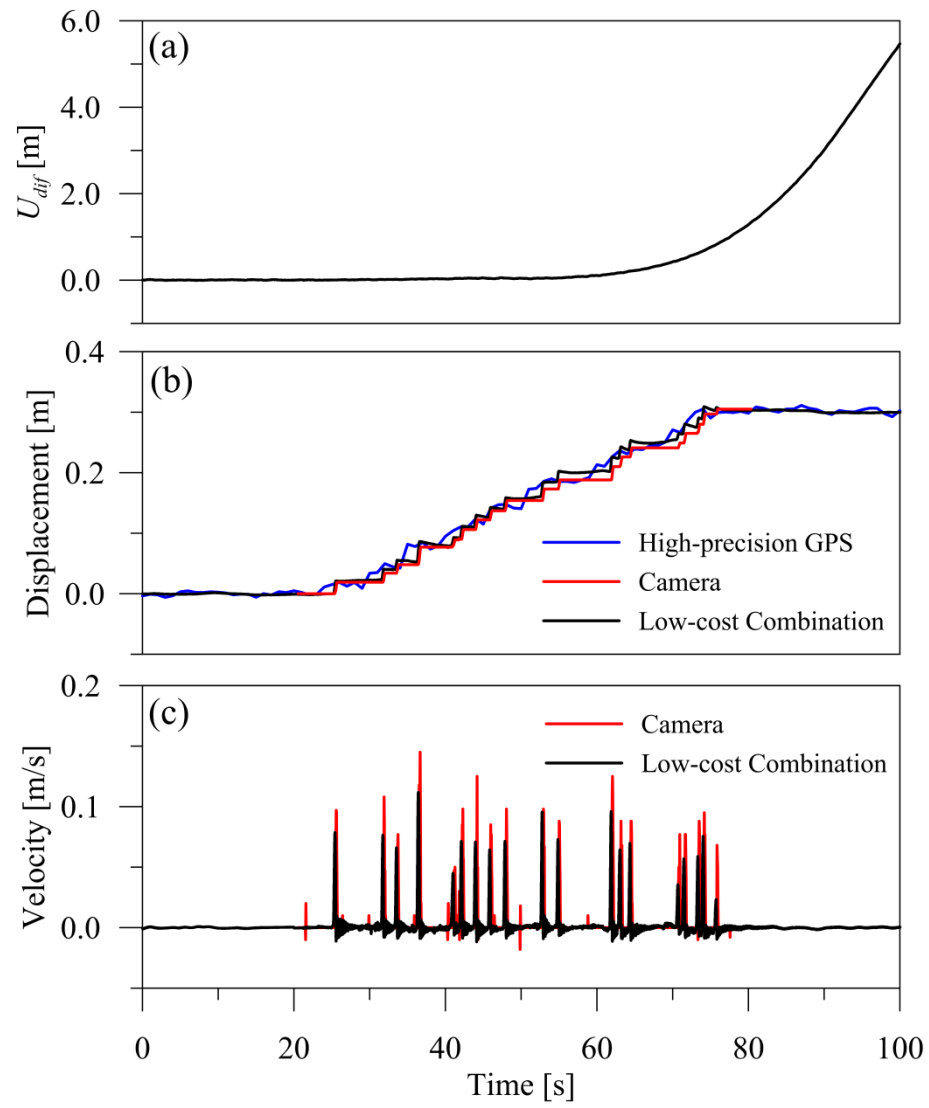 (a)
6.0
4.0
2.0
0.0
U_dif [m]
(b)
0.4
0.2
0.0
Displacement [m]
High-precision GPS
Camera
Low-cost Combination
(c)
0.2
0.1
0.0
Velocity [m/s]
Camera
Low-cost Combination
0 20 40 60 80 100
Time [s]